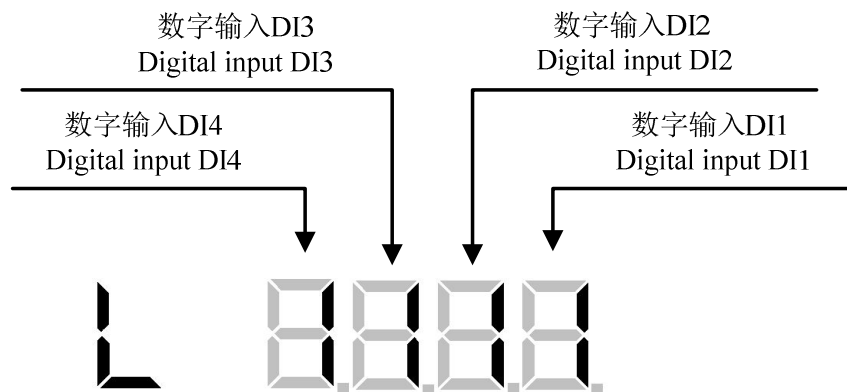 数字输入DI3
Digital input DI3
数字输入DI2
Digital input DI2
数字输入DI4
Digital input DI4
数字输入DI1
Digital input DI1
L 1111